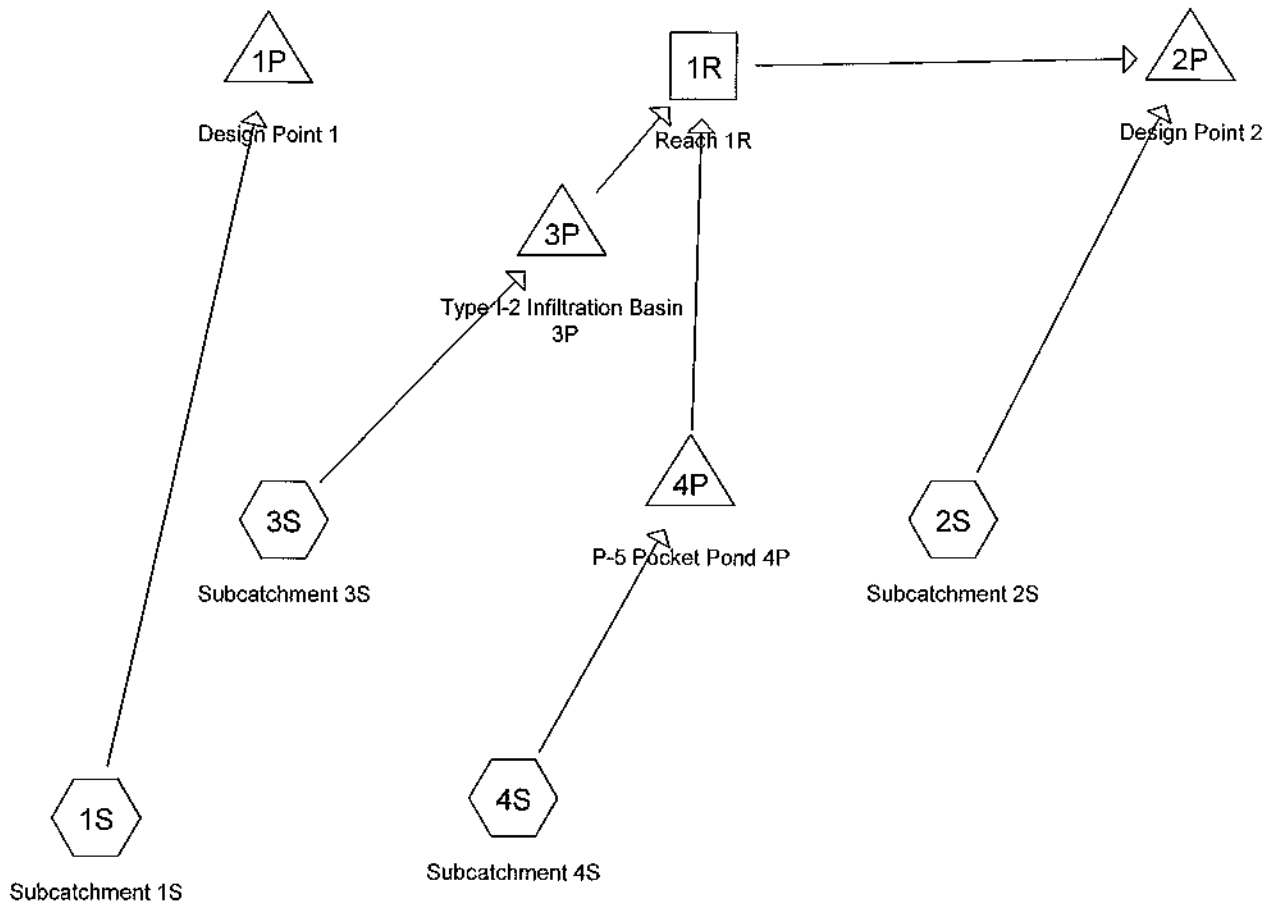 1P
Design Point 1
1R
Reach 1R
2P
Design Point 2
3P
Type I-2 Infiltration Basin
3P
3S
Subcatchment 3S
4P
P-5 Pocket Pond 4P
2S
Subcatchment 2S
1S
Subcatchment 1S
4S
Subcatchment 4S